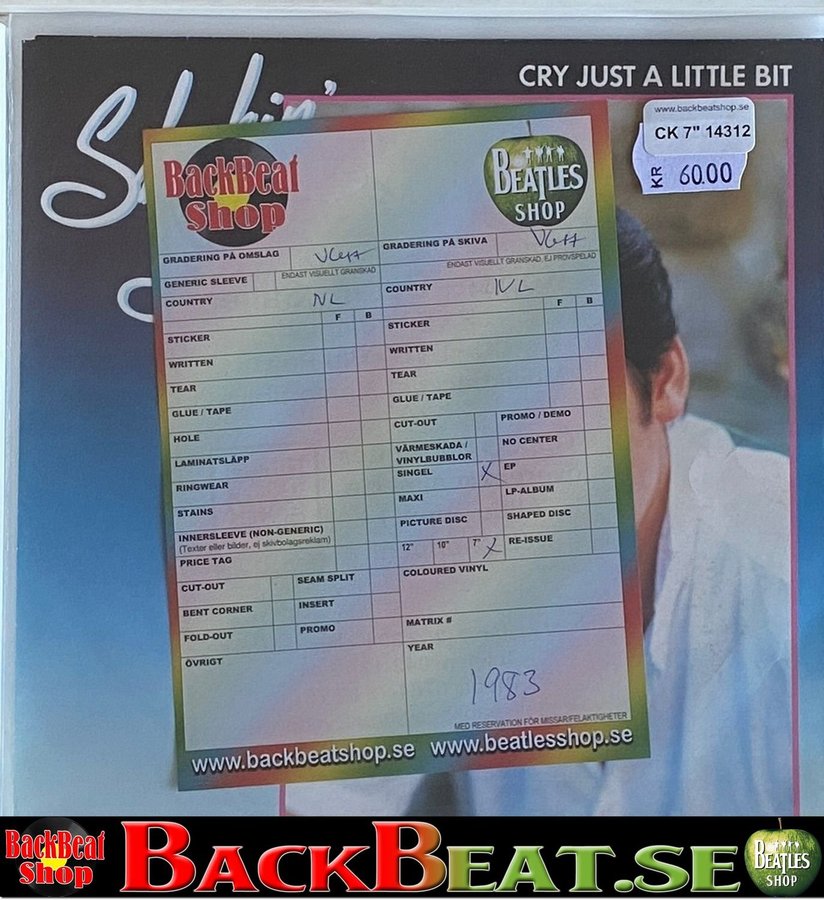 CRY JUST A LITTLE BIT
www.backbeatshop.se
CK 7" 14312
KR 60.00
BACKBEAT
SHOP
BEATLES
SHOP
GRADERING PÅ OMSLAG
GRADERING PÅ SKIVA
ENDAST VISUELLT GRANSKAD
ENDAST VISUELLT GRANSKAD, EJ PROVSPELAD
GENERIC SLEEVE
COUNTRY NL
F B
STICKER
WRITTEN
TEAR
GLUE / TAPE
HOLE
LAMINATSLÄPP
RINGWEAR
STAINS
INNERSLEEVE (NON-GENERIC)
(Texter eller bilder, ej skivbolagsreklam)
PRICE TAG
CUT-OUT SEAM SPLIT
BENT CORNER INSERT
FOLD-OUT PROMO
ÖVRIGT
COUNTRY NL
F B
STICKER
WRITTEN
TEAR
GLUE / TAPE
CUT-OUT PROMO / DEMO
VÄRMESKADA / NO CENTER
VINYLBUBBLOR
SINGEL X EP
MAXI LP-ALBUM
PICTURE DISC SHAPED DISC
12" 10" 7" X RE-ISSUE
COLOURED VINYL
MATRIX #
YEAR
1983
MED RESERVATION FÖR MISSAR/FELAKTIGHETER
www.backbeatshop.se www.beatlesshop.se
BACKBEAT
SHOP
BACKBEAT.SE
BEATLES
SHOP